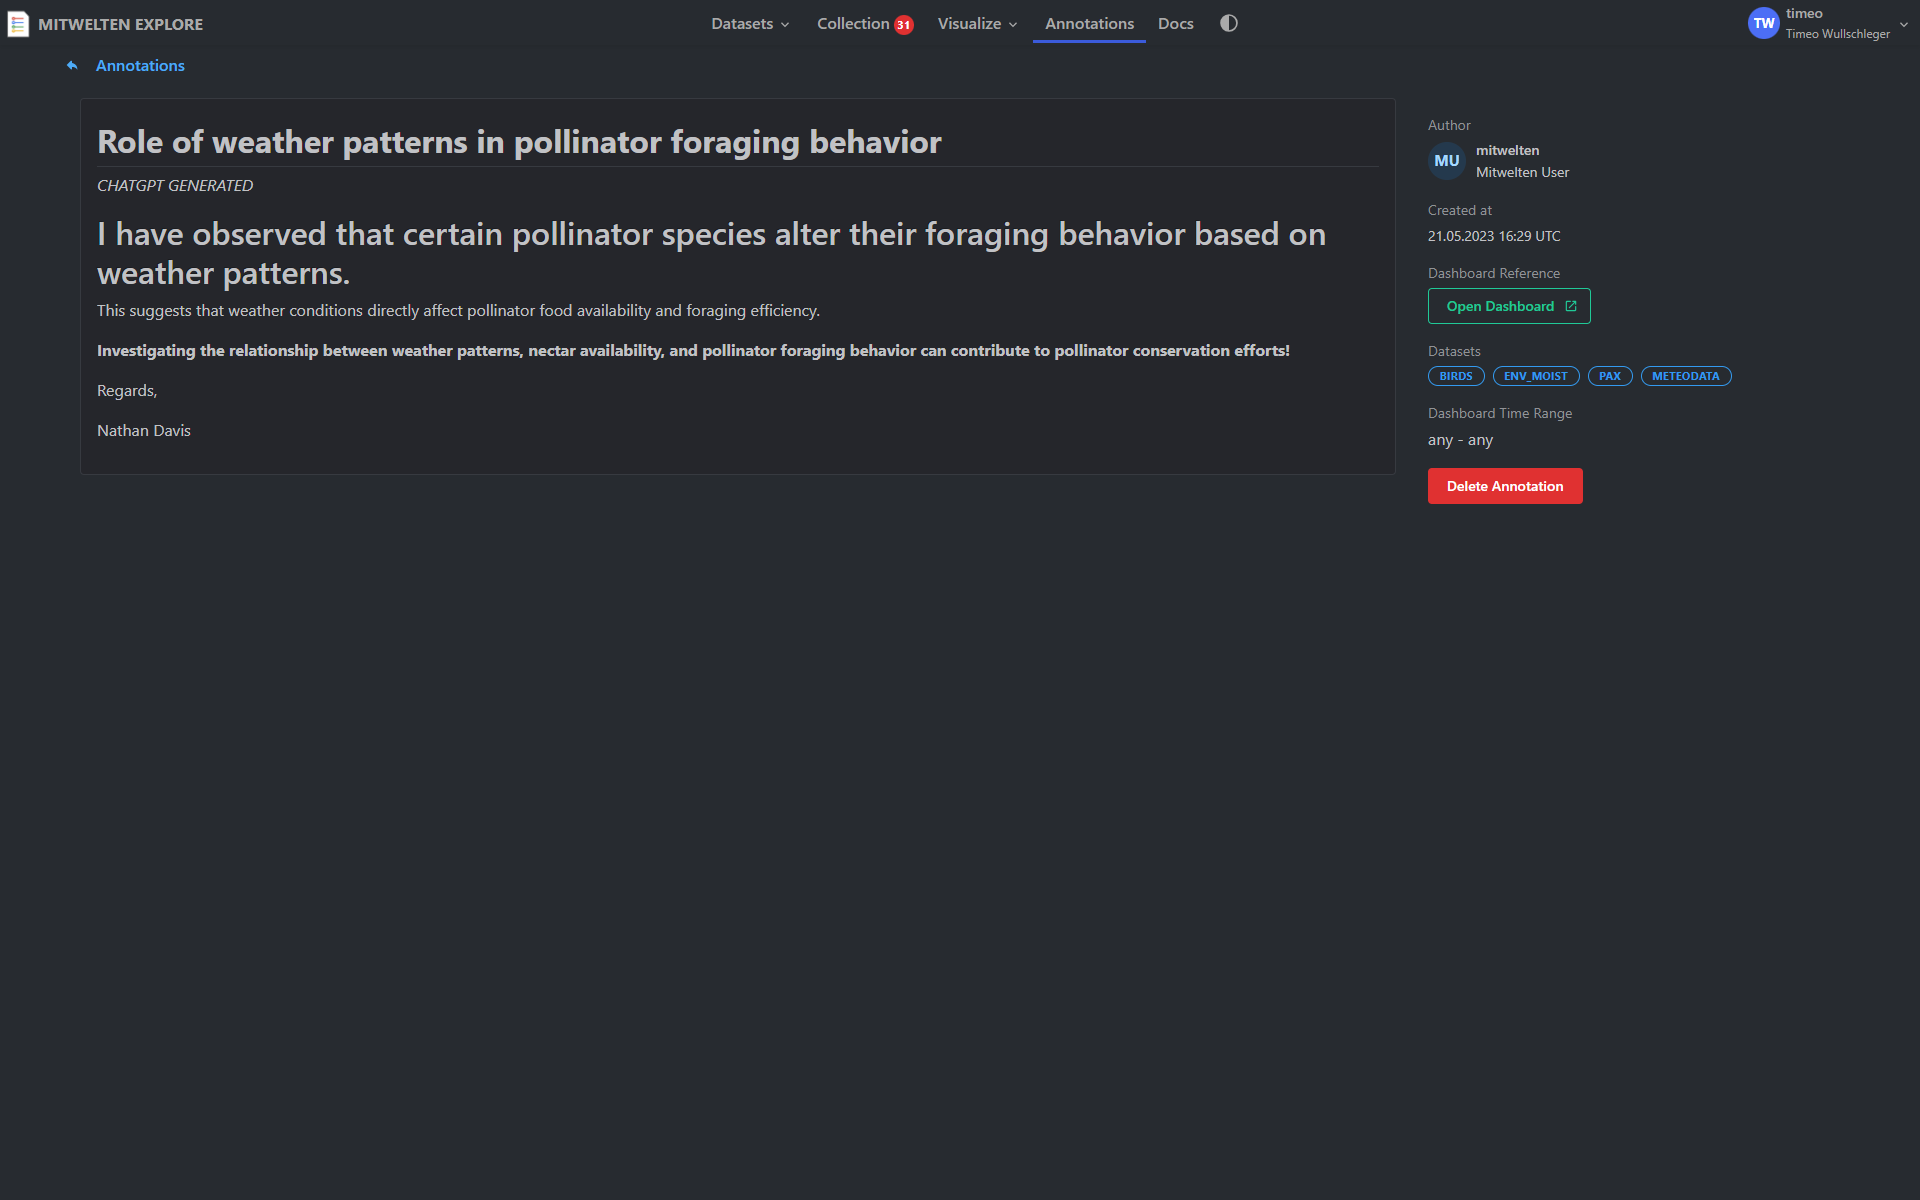 MITWELTEN EXPLORE
Datasets
Collection 31
Visualize
Annotations
Docs
TW
timeo
Timeo Wullschleger
Annotations
Role of weather patterns in pollinator foraging behavior
CHATGPT GENERATED
I have observed that certain pollinator species alter their foraging behavior based on
weather patterns.
This suggests that weather conditions directly affect pollinator food availability and foraging efficiency.
Investigating the relationship between weather patterns, nectar availability, and pollinator foraging behavior can contribute to pollinator conservation efforts!
Regards,
Nathan Davis
Author
MU
mitwelten
Mitwelten User
Created at
21.05.2023 16:29 UTC
Dashboard Reference
Open Dashboard
Datasets
BIRDS ENV_MOIST PAX METEODATA
Dashboard Time Range
any - any
Delete Annotation